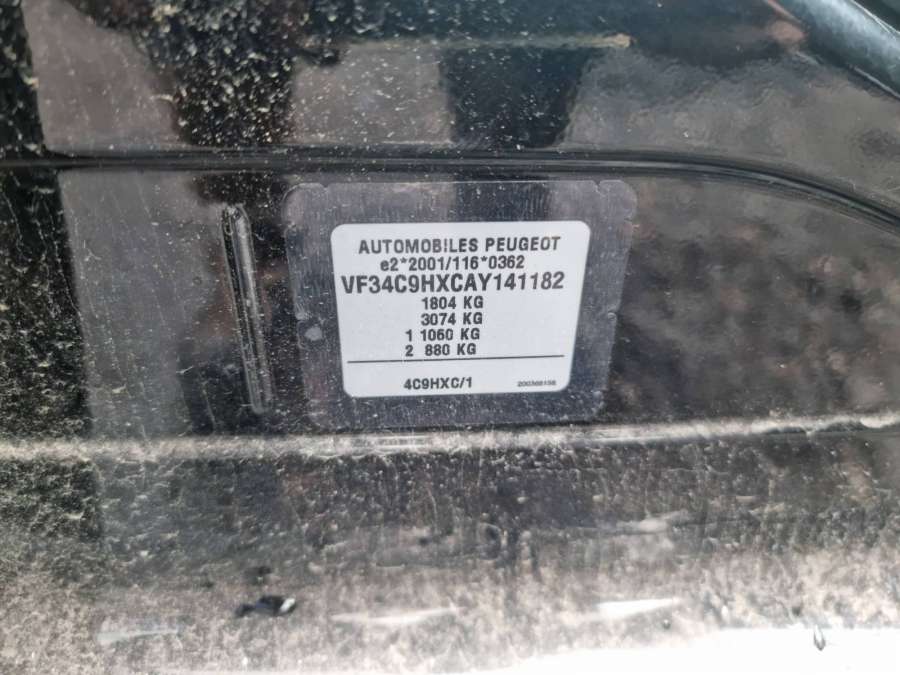 AUTOMOBILES PEUGEOT
e2*2001/116*0362
VF34C9HXCAY141182
1804 KG
3074 KG
1 1060 KG
2 880 KG
4C9HXC/1